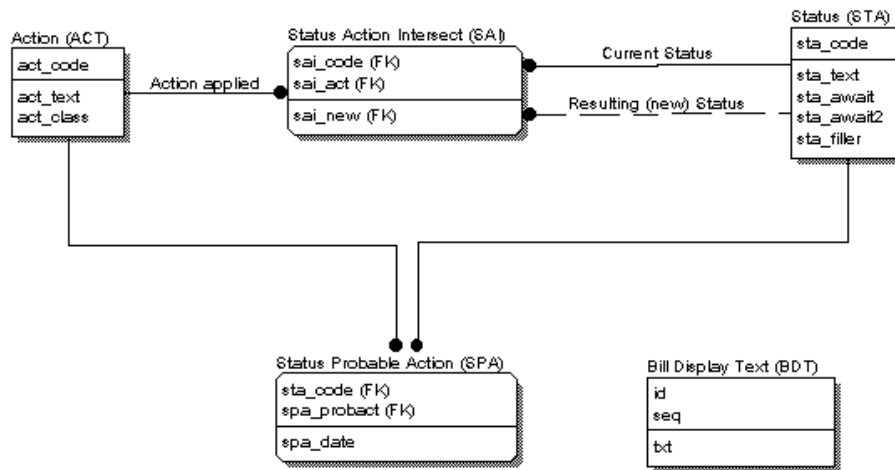 Action (ACT)
act_code
act_text
act_class
Action applied
Status Action Intersect (SAI)
sai_code (FK)
sai_act (FK)
sai_new (FK)
Current Status
Resulting (new) Status
Status (STA)
sta_code
sta_text
sta_await
sta_await2
sta_filler
Status Probable Action (SPA)
sta_code (FK)
spa_probact (FK)
spa_date
Bill Display Text (BDT)
id
seq
txt